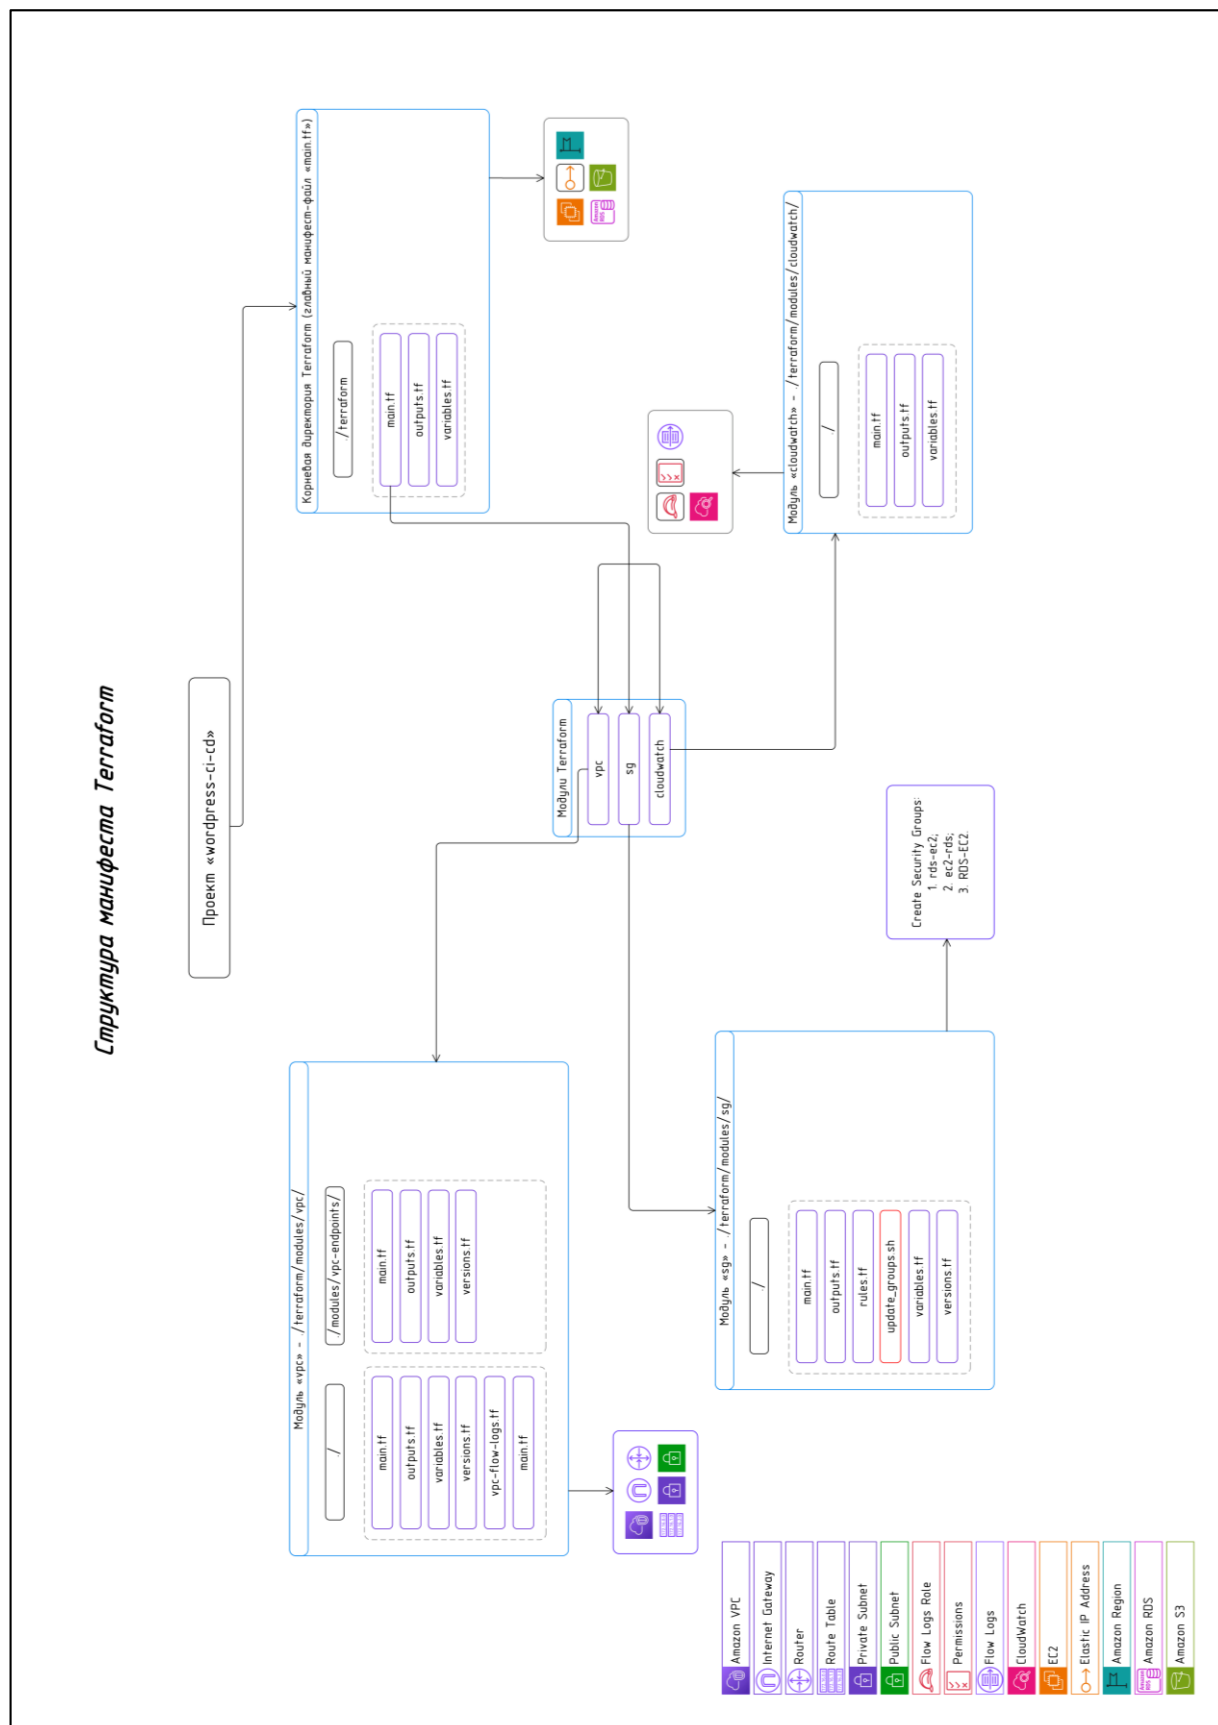 Структура манифеста Terraform
Проект «wordpress-ci-cd»
Модуль «vpc» - ./terraform/modules/vpc/
./
main.tf
outputs.tf
variables.tf
versions.tf
vpc-flow-logs.tf
main.tf
./modules/vpc-endpoints/
main.tf
outputs.tf
variables.tf
versions.tf
Корневая директория Terraform (главный манифест-файл «main.tf»)
./terraform
main.tf
outputs.tf
variables.tf
Amazon
RDS
Модули Terraform
vpc
sg
cloudwatch
Модуль «sg» - ./terraform/modules/sg/
./
main.tf
outputs.tf
rules.tf
update_groups.sh
variables.tf
versions.tf
Create Security Groups:
1. rds-ec2;
2. ec2-rds;
3. RDS-EC2.
Модуль «cloudwatch» - ./terraform/modules/cloudwatch/
./
main.tf
outputs.tf
variables.tf
Amazon VPC
Internet Gateway
Router
Route Table
Private Subnet
Public Subnet
Flow Logs Role
Permissions
Flow Logs
CloudWatch
EC2
Elastic IP Address
Amazon Region
Amazon
RDS
Amazon RDS
Amazon S3